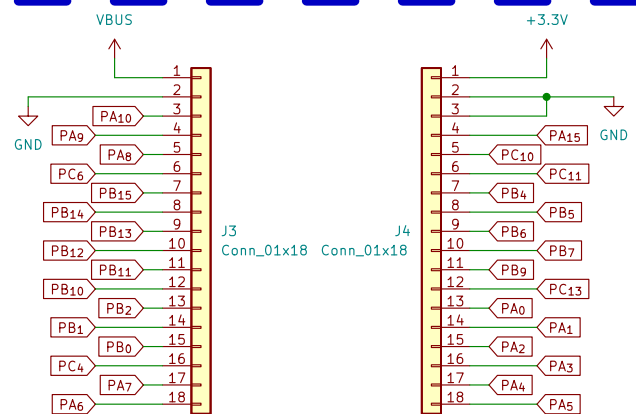 VBUS
+3.3V
1
1
2
2
PA10
3
3
GND
GND
PA9
4
4
PA15
PA8
5
5
PC10
PC6
6
6
PC11
PB15
7
7
PB4
PB14
8
8
PB5
PB13
9
J3
J4
9
PB6
PB12
10
Conn_01x18
Conn_01x18
10
PB7
PB11
11
11
PB9
PB10
12
12
PC13
PB2
13
13
PA0
PB1
14
14
PA1
PB0
15
15
PA2
PC4
16
16
PA3
PA7
17
17
PA4
PA6
18
18
PA5